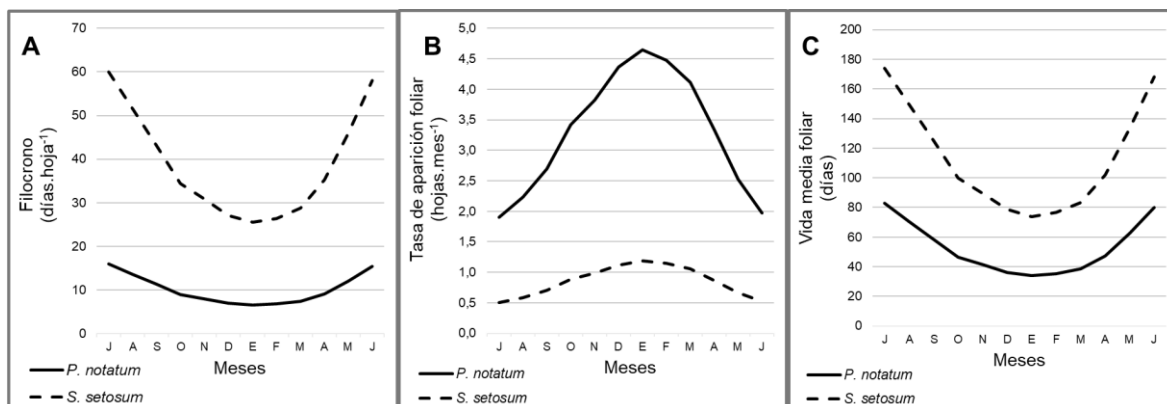 A
Filocrono
(días.hoja⁻¹)
70
60
50
40
30
20
10
0
J A S O N D E F M A M J
Meses
P. notatum
S. setosum
B
Tasa de aparición foliar
(hojas.mes⁻¹)
5,0
4,5
4,0
3,5
3,0
2,5
2,0
1,5
1,0
0,5
0,0
J A S O N D E F M A M J
Meses
P. notatum
S. setosum
C
Vida media foliar
(días)
200
180
160
140
120
100
80
60
40
20
0
J A S O N D E F M A M J
Meses
P. notatum
S. setosum